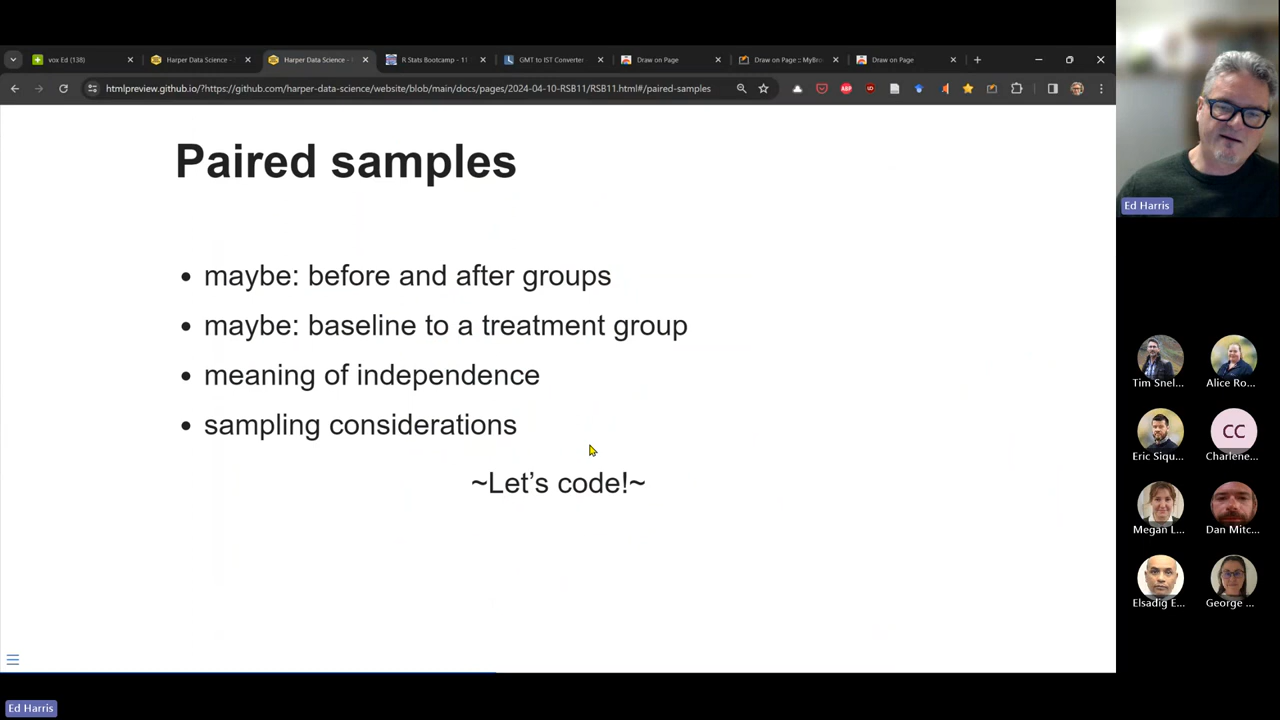 vox Ed (138)
Harper Data Science -
Harper Data Science -
R Stats Bootcamp - 11
GMT to IST Converter
Draw on Page
Draw on Page :: MyBro
Draw on Page
htmlpreview.github.io/?https://github.com/harper-data-science/website/blob/main/docs/pages/2024-04-10-RSB11/RSB11.html#/paired-samples
Paired samples
• maybe: before and after groups
• maybe: baseline to a treatment group
• meaning of independence
• sampling considerations
~Let's code!~
Ed Harris
Tim Snel...
Alice Ro...
Eric Siqu...
CC
Charlene...
Megan L...
Dan Mitc...
Elsadig E...
George ...
Ed Harris